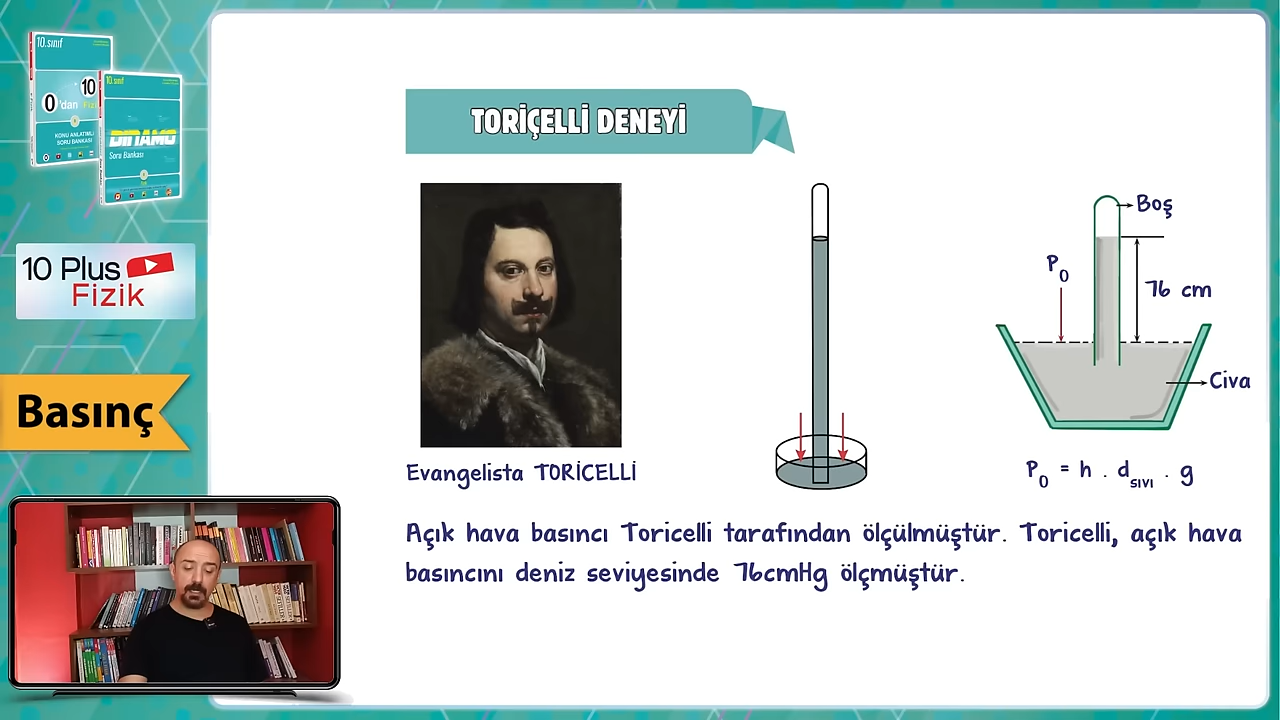 10.sınıf
0'dan 10
Fizik
KONU ANLATIMLI
SORU BANKASI
10.sınıf
DINAMO
Soru Bankası
10 Plus
Fizik
Basınç
TORİÇELLİ DENEYİ
Evangelista TORİCELLİ
Boş
P0
76 cm
Civa
P0 = h . dsıvı . g
Açık hava basıncı Toricelli tarafından ölçülmüştür. Toricelli, açık hava
basıncını deniz seviyesinde 76cmHg ölçmüştür.